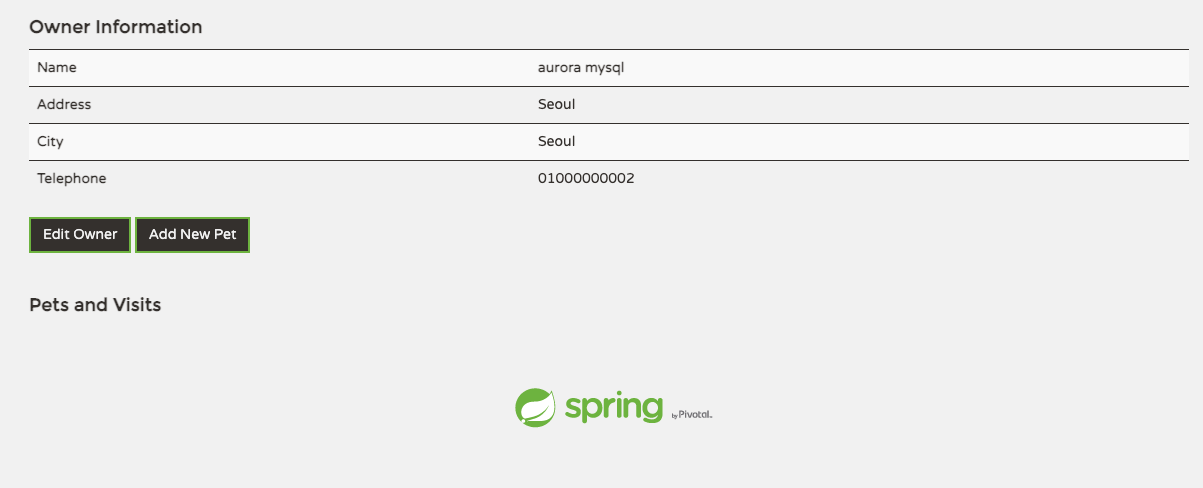 Owner Information
Name aurora mysql
Address Seoul
City Seoul
Telephone 01000000002
Edit Owner Add New Pet
Pets and Visits
spring by Pivotal.